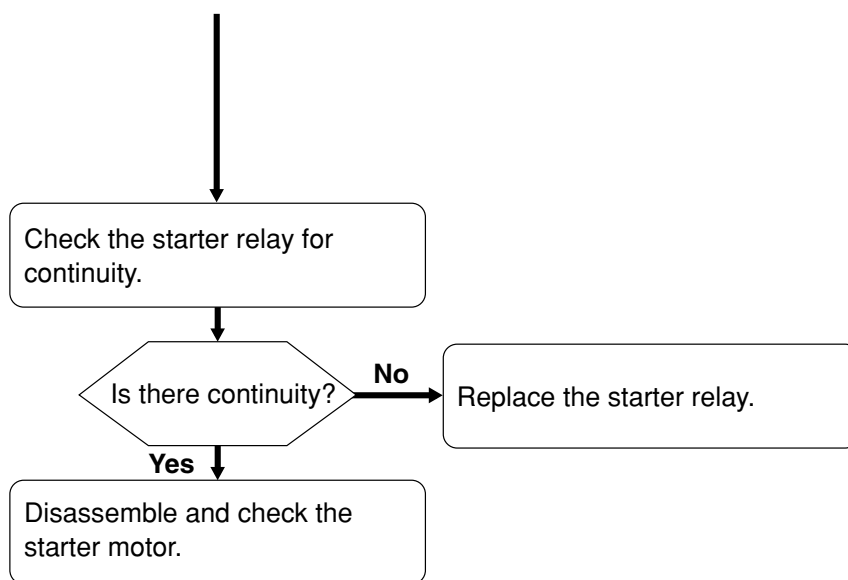 Check the starter relay for
continuity.
Is there continuity?
No
Replace the starter relay.
Yes
Disassemble and check the
starter motor.